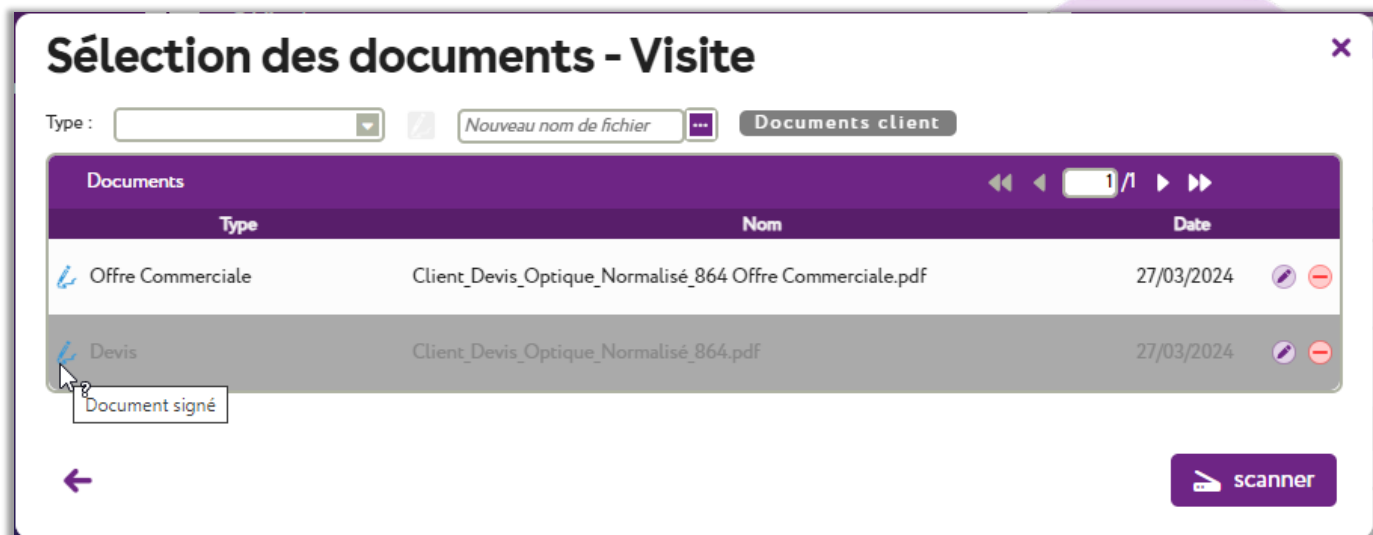 Sélection des documents - Visite
Type : Nouveau nom de fichier ... Documents client
Documents 1 /1
Type Nom Date
Offre Commerciale Client_Devis_Optique_Normalisé_864 Offre Commerciale.pdf 27/03/2024
Devis Client_Devis_Optique_Normalisé_864.pdf 27/03/2024
Document signé
scanner